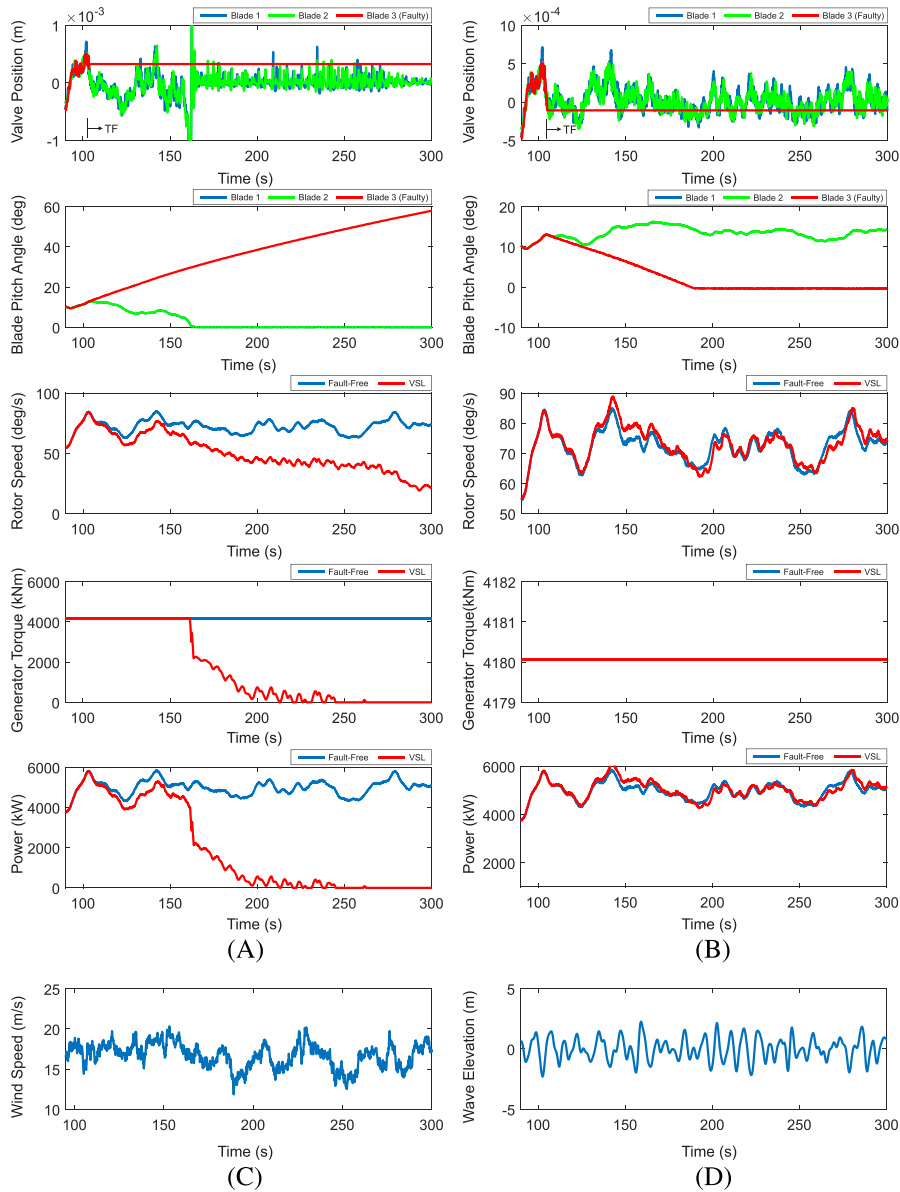 Blade 1 Blade 2 Blade 3 (Faulty)
×10⁻³
Valve Position (m)
1
0
-1
TF
100 150 200 250 300
Time (s)
Blade 1 Blade 2 Blade 3 (Faulty)
×10⁻⁴
Valve Position (m)
10
5
0
-5
TF
100 150 200 250 300
Time (s)
Blade 1 Blade 2 Blade 3 (Faulty)
Blade Pitch Angle (deg)
60
40
20
0
100 150 200 250 300
Time (s)
Blade 1 Blade 2 Blade 3 (Faulty)
Blade Pitch Angle (deg)
20
10
0
-10
100 150 200 250 300
Time (s)
Fault-Free VSL
Rotor Speed (deg/s)
100
50
0
100 150 200 250 300
Time (s)
Fault-Free VSL
Rotor Speed (deg/s)
90
80
70
60
50
100 150 200 250 300
Time (s)
Fault-Free VSL
Generator Torque (kNm)
6000
4000
2000
0
100 150 200 250 300
Time (s)
Fault-Free VSL
Generator Torque(kNm)
4182
4181
4180
4179
100 150 200 250 300
Time (s)
Fault-Free VSL
Power (kW)
6000
4000
2000
0
100 150 200 250 300
Time (s)
(A)
Fault-Free VSL
Power (kW)
6000
4000
2000
100 150 200 250 300
Time (s)
(B)
Wind Speed (m/s)
25
20
15
10
100 150 200 250 300
Time (s)
(C)
Wave Elevation (m)
5
0
-5
100 150 200 250 300
Time (s)
(D)